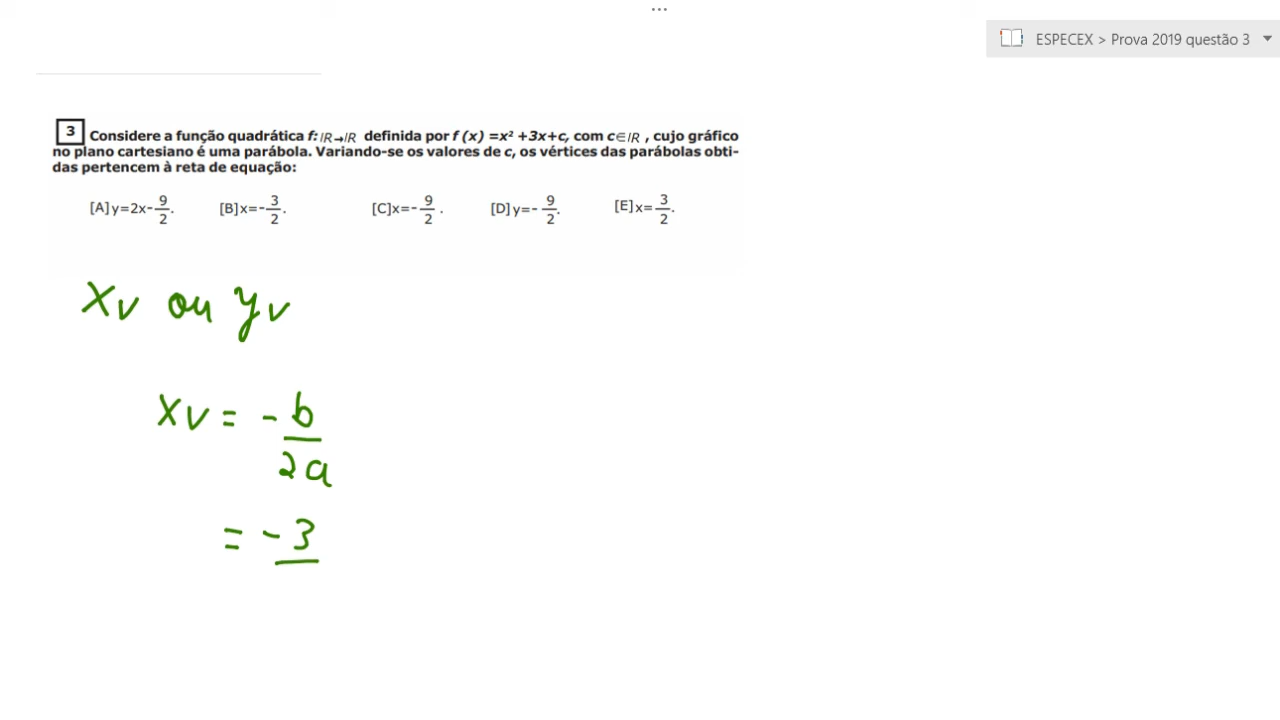 ...
ESPECEX > Prova 2019 questão 3
3 Considere a função quadrática f: IR→IR definida por f (x) =x² +3x+c, com c∈IR , cujo gráfico
no plano cartesiano é uma parábola. Variando-se os valores de c, os vértices das parábolas obti-
das pertencem à reta de equação:
[A]y=2x-9/2. [B]x=-3/2. [C]x=-9/2 . [D]y=-9/2. [E]x=3/2.
Xv ou yv
Xv = -b
2a
= -3